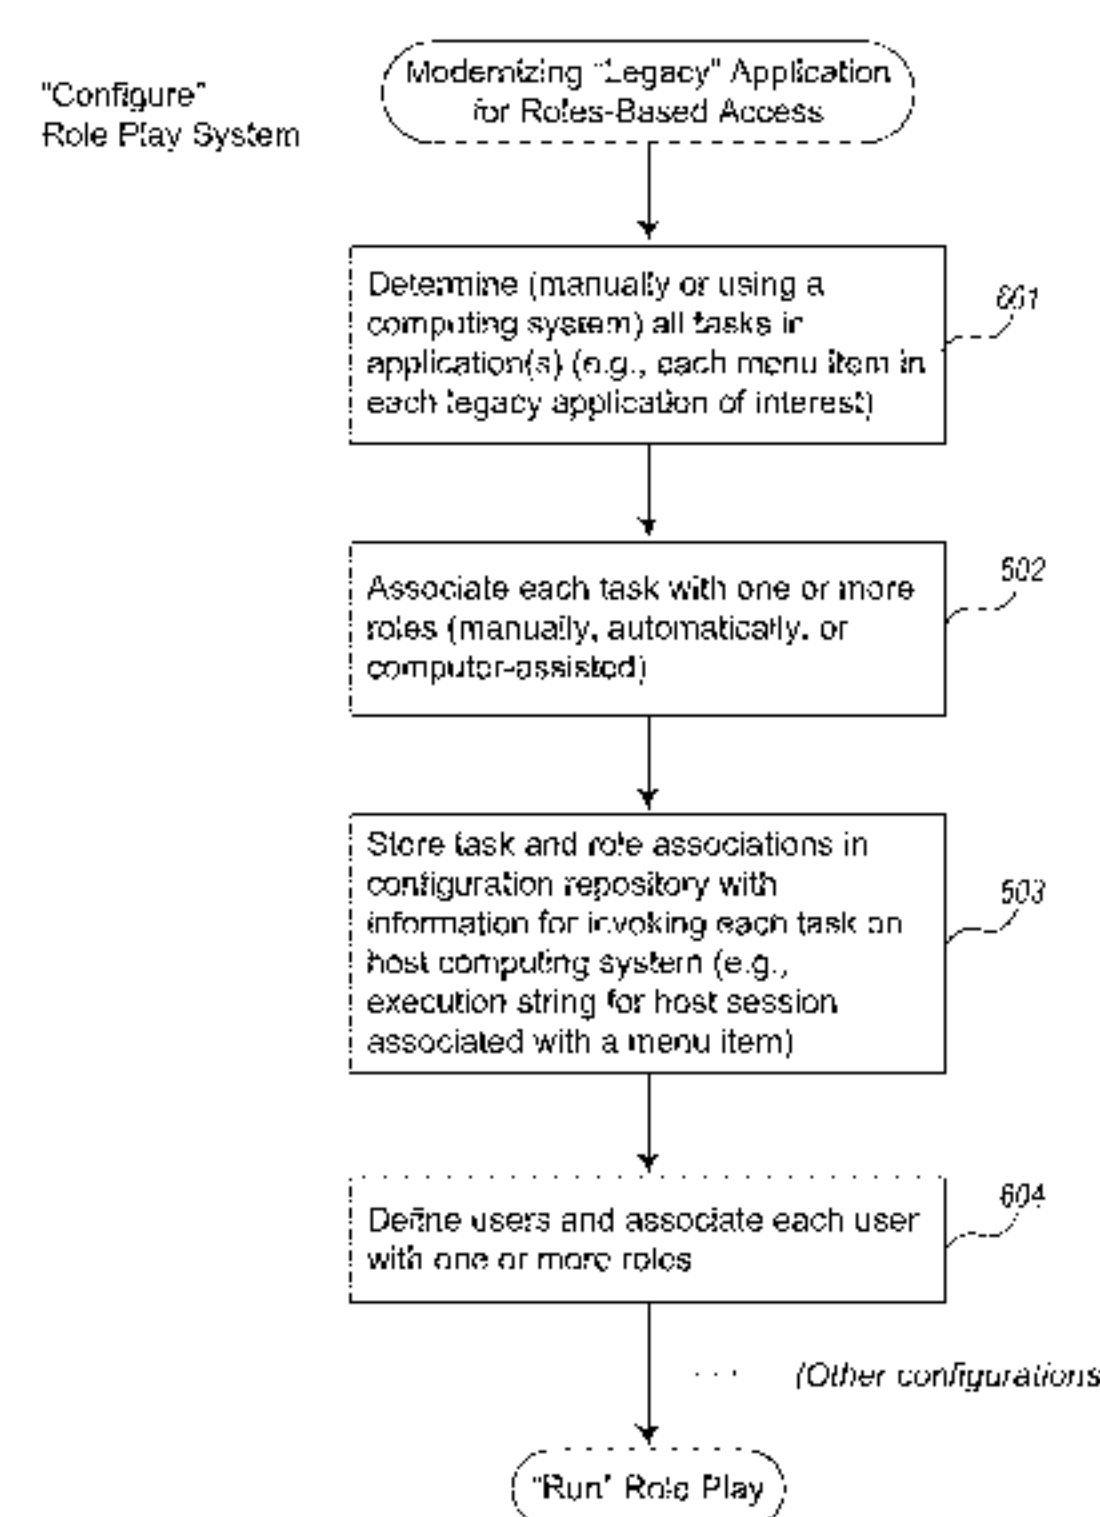 "Configure"
Role Play System
Modernizing "Legacy" Application
for Roles-Based Access
Determine (manually or using a
computing system) all tasks in
application(s) (e.g., each menu item in
each legacy application of interest)
Associate each task with one or more
roles (manually, automatically, or
computer-assisted)
502
Store task and role associations in
configuration repository with
information for invoking each task on
host computing system (e.g.,
execution string for host session
associated with a menu item)
503
Define users and associate each user
with one or more roles
. . . (Other configurations
"Run" Role Play